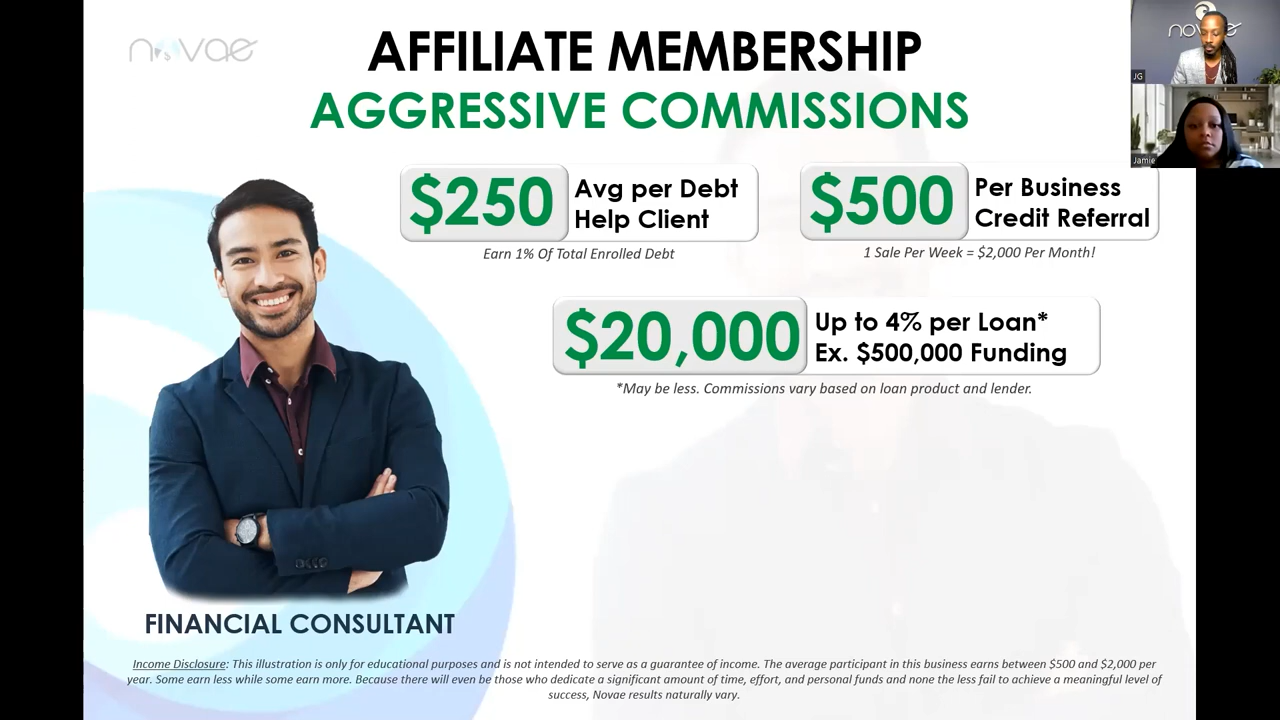 novae
AFFILIATE MEMBERSHIP
AGGRESSIVE COMMISSIONS
novae
JG
Jamie
$250
Avg per Debt
Help Client
Earn 1% Of Total Enrolled Debt
$500
Per Business
Credit Referral
1 Sale Per Week = $2,000 Per Month!
$20,000
Up to 4% per Loan*
Ex. $500,000 Funding
*May be less. Commissions vary based on loan product and lender.
FINANCIAL CONSULTANT
Income Disclosure: This illustration is only for educational purposes and is not intended to serve as a guarantee of income. The average participant in this business earns between $500 and $2,000 per
year. Some earn less while some earn more. Because there will even be those who dedicate a significant amount of time, effort, and personal funds and none the less fail to achieve a meaningful level of
success, Novae results naturally vary.